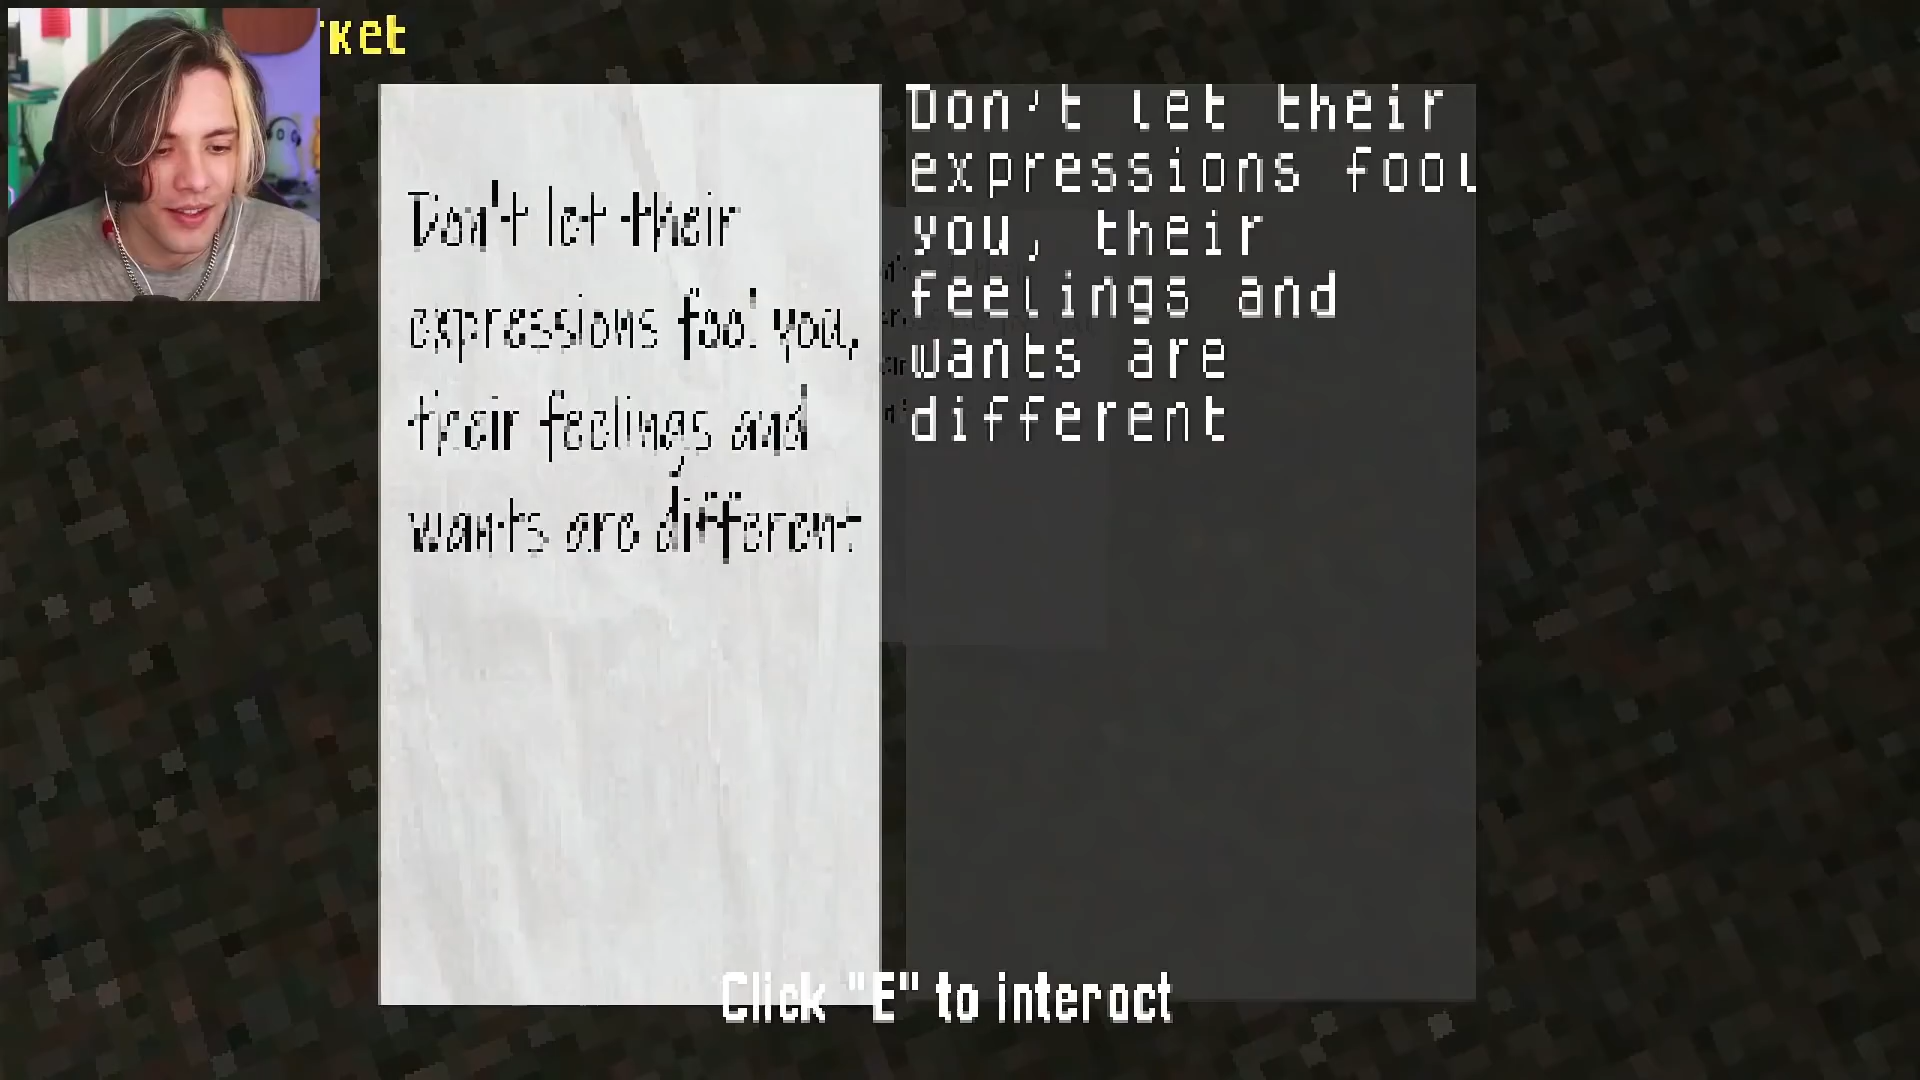 rket
Don't let their
expressions fool you,
their feelings and
wants are different
Don't let their
expressions fool
you, their
feelings and
wants are
different
Click "E" to interact